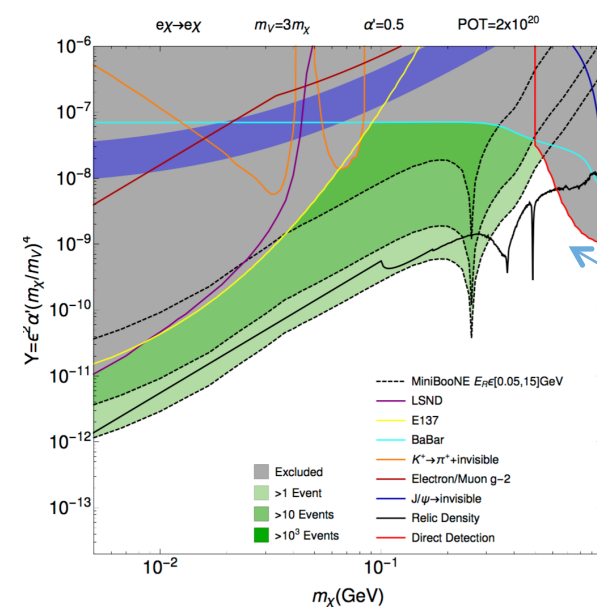 eχ→eχ m_V=3m_χ α'=0.5 POT=2x10^20
10^-6
10^-7
10^-8
10^-9
10^-10
10^-11
10^-12
10^-13
Y=ϵ²α'(m_χ/m_V)⁴
MiniBooNE E_Rϵ[0.05,15]GeV
LSND
E137
BaBar
K⁺→π⁺+invisible
Electron/Muon g-2
J/ψ→invisible
Relic Density
Direct Detection
Excluded
>1 Event
>10 Events
>10³ Events
10^-2 10^-1
m_χ(GeV)